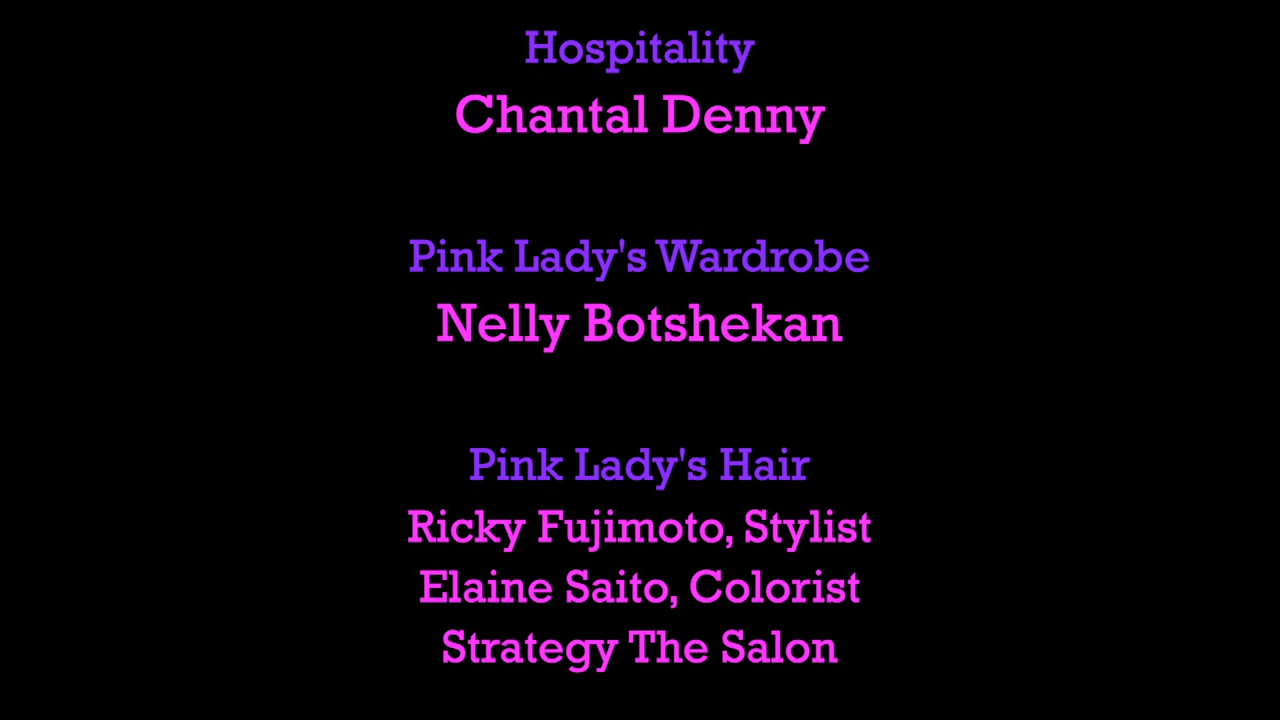 Hospitality
Chantal Denny
Pink Lady's Wardrobe
Nelly Botshekan
Pink Lady's Hair
Ricky Fujimoto, Stylist
Elaine Saito, Colorist
Strategy The Salon